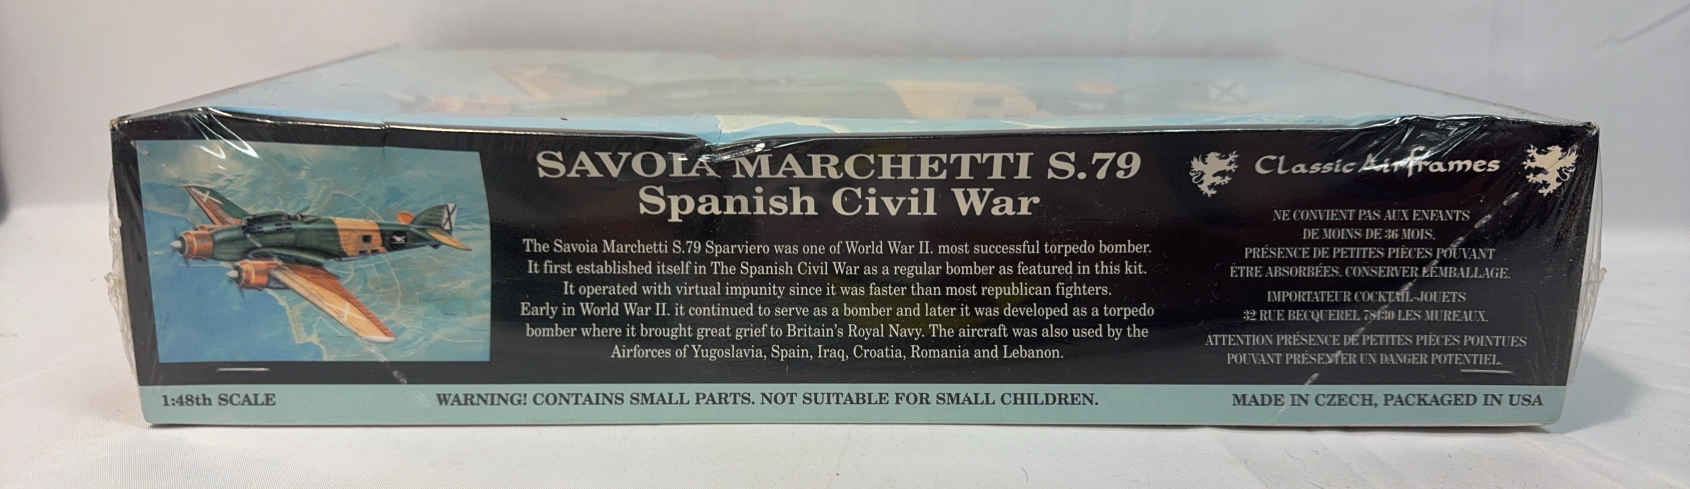 SAVOIA MARCHETTI S.79
Spanish Civil War
The Savoia Marchetti S.79 Sparviero was one of World War II. most successful torpedo bomber.
It first established itself in The Spanish Civil War as a regular bomber as featured in this kit.
It operated with virtual impunity since it was faster than most republican fighters.
Early in World War II. it continued to serve as a bomber and later it was developed as a torpedo
bomber where it brought great grief to Britain's Royal Navy. The aircraft was also used by the
Airforces of Yugoslavia, Spain, Iraq, Croatia, Romania and Lebanon.
Classic Airframes
NE CONVIENT PAS AUX ENFANTS
DE MOINS DE 36 MOIS.
PRÉSENCE DE PETITES PIÈCES POUVANT
ÊTRE ABSORBÉES. CONSERVER LÉMBALLAGE.
IMPORTATEUR COCKTAIL-JOUETS
32 RUE BECQUEREL 78130 LES MUREAUX.
ATTENTION PRÉSENCE DE PETITES PIÈCES POINTUES
POUVANT PRÉSENTER UN DANGER POTENTIEL.
1:48th SCALE
WARNING! CONTAINS SMALL PARTS. NOT SUITABLE FOR SMALL CHILDREN.
MADE IN CZECH, PACKAGED IN USA